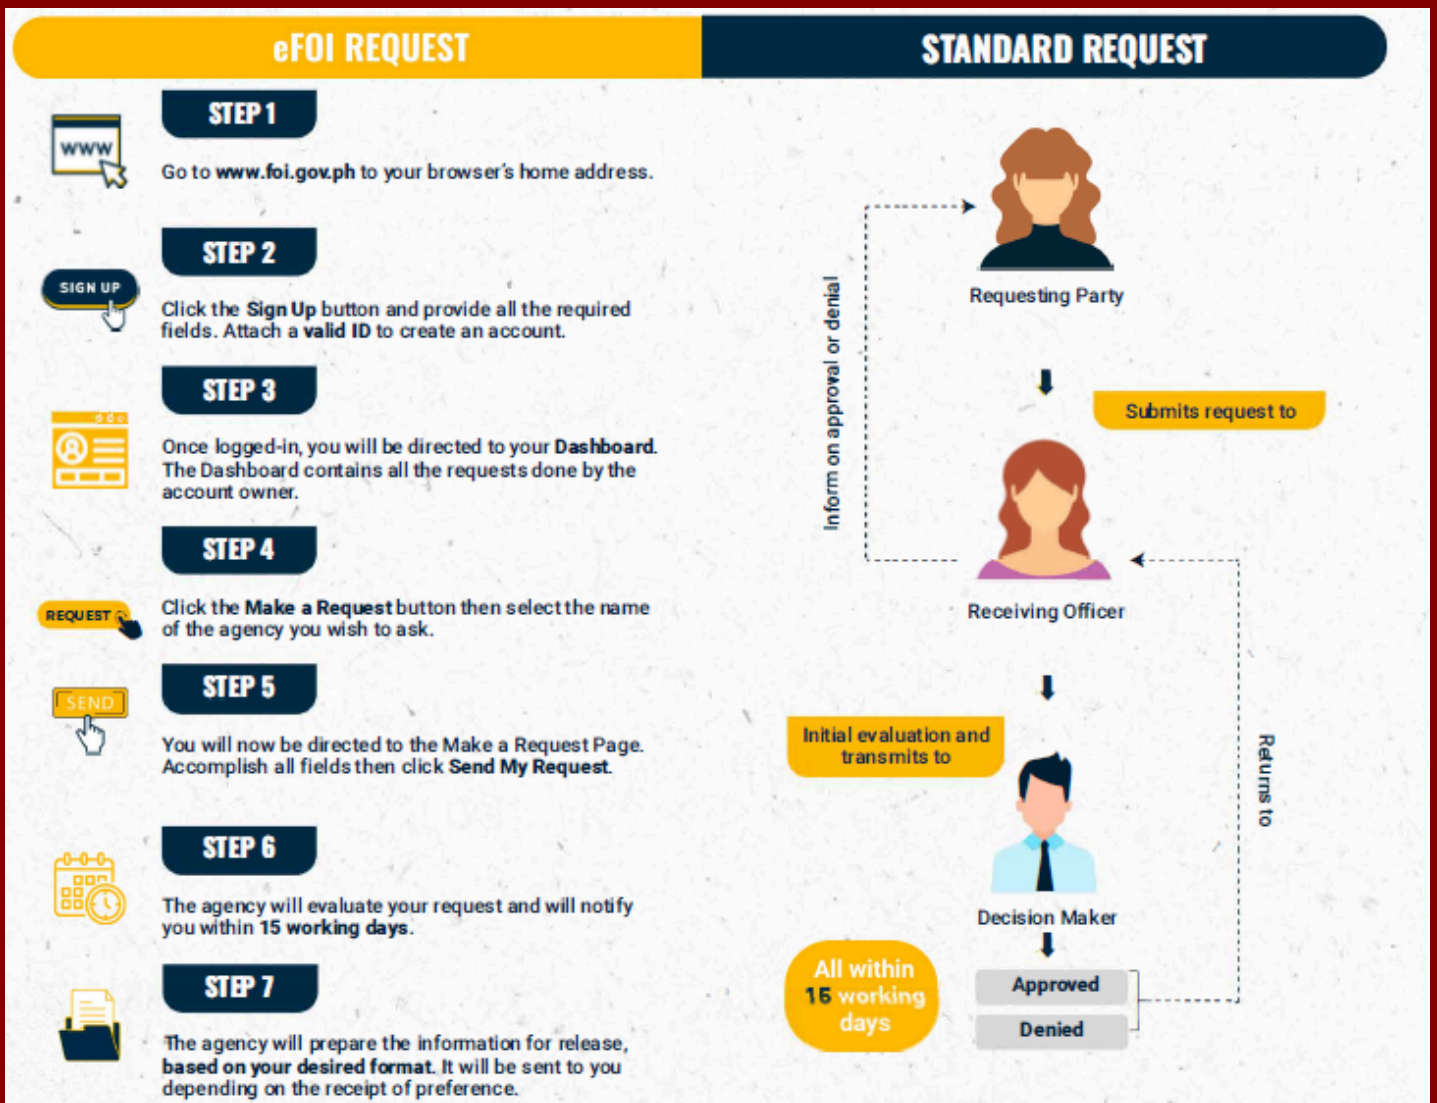 eFOI REQUEST
STEP 1
WWW
Go to www.foi.gov.ph to your browser's home address.
STEP 2
SIGN UP
Click the Sign Up button and provide all the required
fields. Attach a valid ID to create an account.
STEP 3
Once logged-in, you will be directed to your Dashboard.
The Dashboard contains all the requests done by the
account owner.
STEP 4
REQUEST
Click the Make a Request button then select the name
of the agency you wish to ask.
STEP 5
SEND
You will now be directed to the Make a Request Page.
Accomplish all fields then click Send My Request.
STEP 6
The agency will evaluate your request and will notify
you within 15 working days.
STEP 7
The agency will prepare the information for release,
based on your desired format. It will be sent to you
depending on the receipt of preference.
STANDARD REQUEST
Requesting Party
Inform on approval or denial
Submits request to
Receiving Officer
Initial evaluation and
transmits to
Returns to
Decision Maker
All within
15 working
days
Approved
Denied